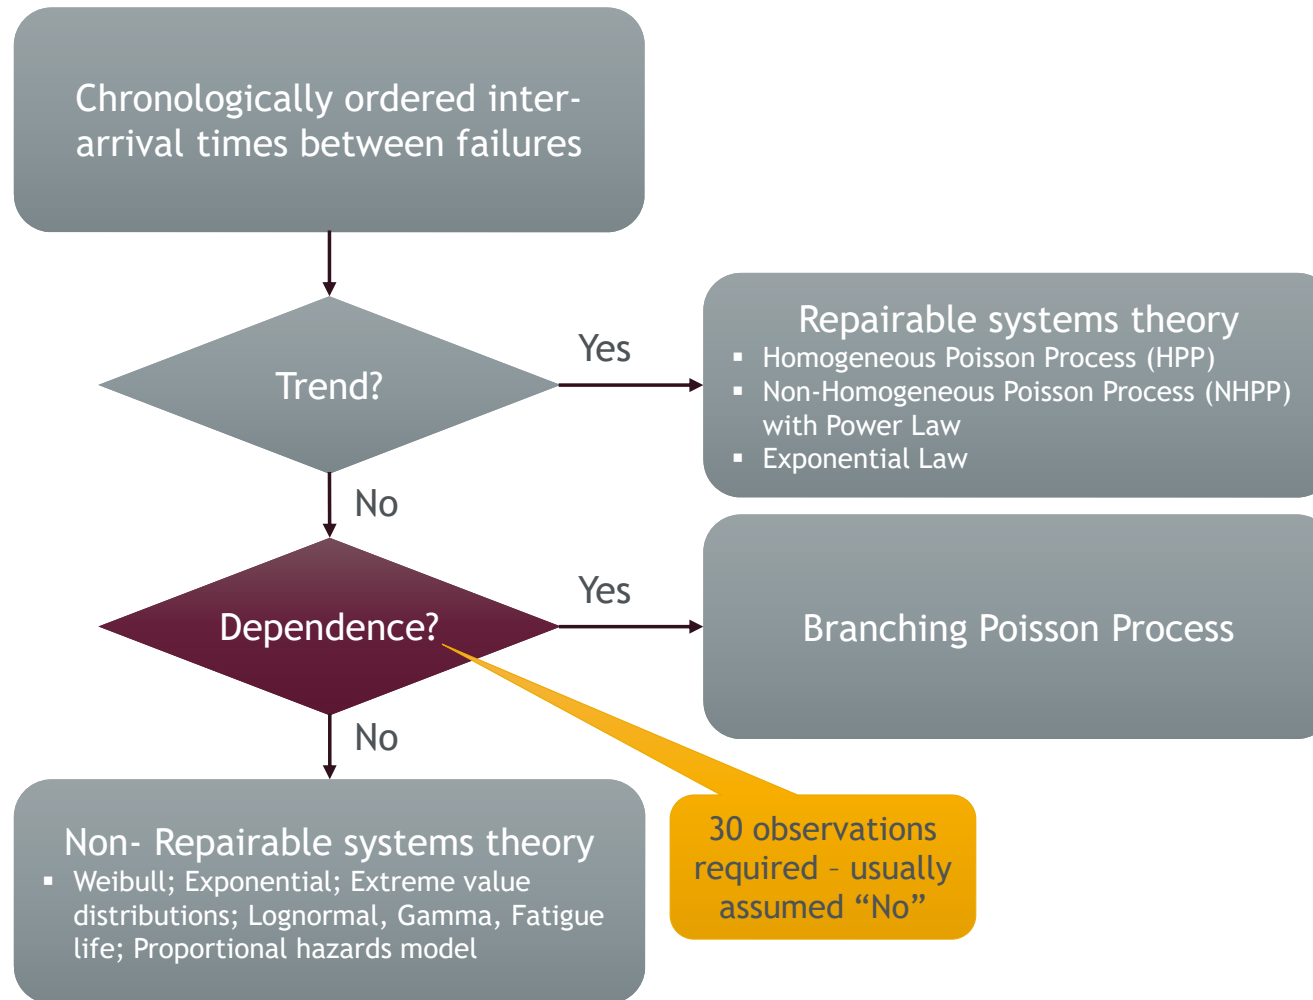 Chronologically ordered inter-
arrival times between failures
Trend?
Yes
Repairable systems theory
▪ Homogeneous Poisson Process (HPP)
▪ Non-Homogeneous Poisson Process (NHPP)
with Power Law
▪ Exponential Law
No
Dependence?
Yes
Branching Poisson Process
No
Non- Repairable systems theory
▪ Weibull; Exponential; Extreme value
distributions; Lognormal, Gamma, Fatigue
life; Proportional hazards model
30 observations
required – usually
assumed “No”